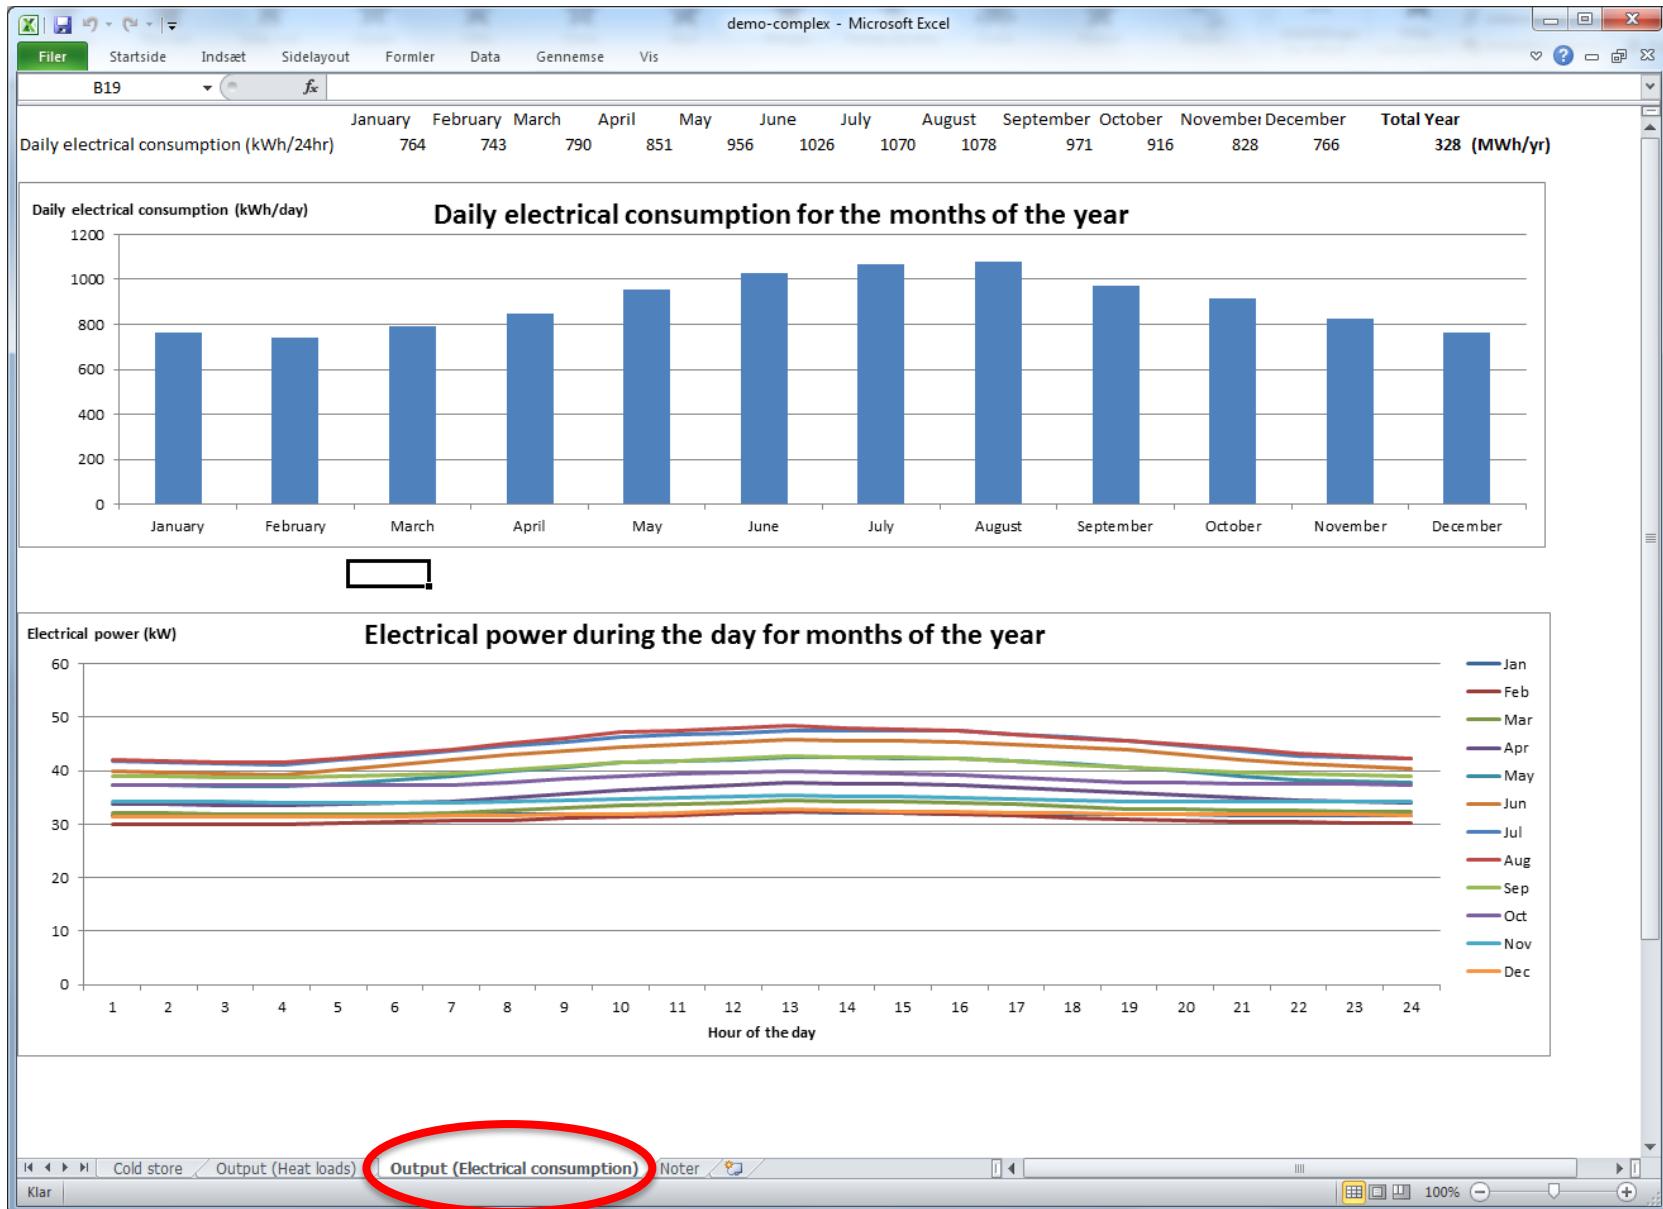 demo-complex - Microsoft Excel
Filer Startside Indsæt Sidelayout Formler Data Gennemse Vis
B19 fx
January February March April May June July August September October November December Total Year
Daily electrical consumption (kWh/24hr) 764 743 790 851 956 1026 1070 1078 971 916 828 766 328 (MWh/yr)
Daily electrical consumption (kWh/day)
Daily electrical consumption for the months of the year
1200
1000
800
600
400
200
0
January February March April May June July August September October November December
Electrical power (kW)
Electrical power during the day for months of the year
60
50
40
30
20
10
0
Jan
Feb
Mar
Apr
May
Jun
Jul
Aug
Sep
Oct
Nov
Dec
1 2 3 4 5 6 7 8 9 10 11 12 13 14 15 16 17 18 19 20 21 22 23 24
Hour of the day
Cold store Output (Heat loads) Output (Electrical consumption) Noter
Klar 100%